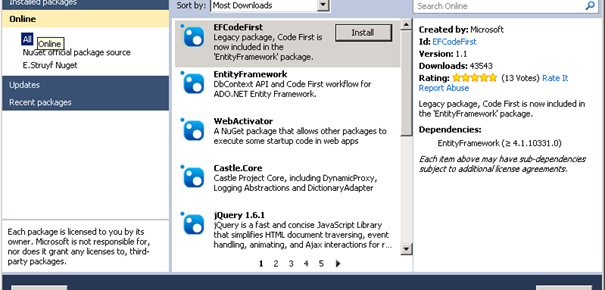 Installed packages
Online
All
Online
NuGet official package source
E.Struyf Nuget
Updates
Recent packages
Each package is licensed to you by its
owner. Microsoft is not responsible for,
nor does it grant any licenses to, third-
party packages.
Sort by: Most Downloads
EFCodeFirst
Legacy package, Code First is
now included in the
'EntityFramework' package.
Install
EntityFramework
DbContext API and Code First workflow for
ADO.NET Entity Framework.
WebActivator
A NuGet package that allows other packages to
execute some startup code in web apps
Castle.Core
Castle Project Core, including DynamicProxy,
Logging Abstractions and DictionaryAdapter
jQuery 1.6.1
jQuery is a fast and concise JavaScript Library
that simplifies HTML document traversing, event
handling, animating, and Ajax interactions for r...
1 2 3 4 5
Search Online
Created by: Microsoft
Id: EFCodeFirst
Version: 1.1
Downloads: 43543
Rating: (13 Votes) Rate It
Report Abuse
Legacy package, Code First is now included in the
'EntityFramework' package.
Dependencies:
EntityFramework (≥ 4.1.10331.0)
Each item above may have sub-dependencies
subject to additional license agreements.